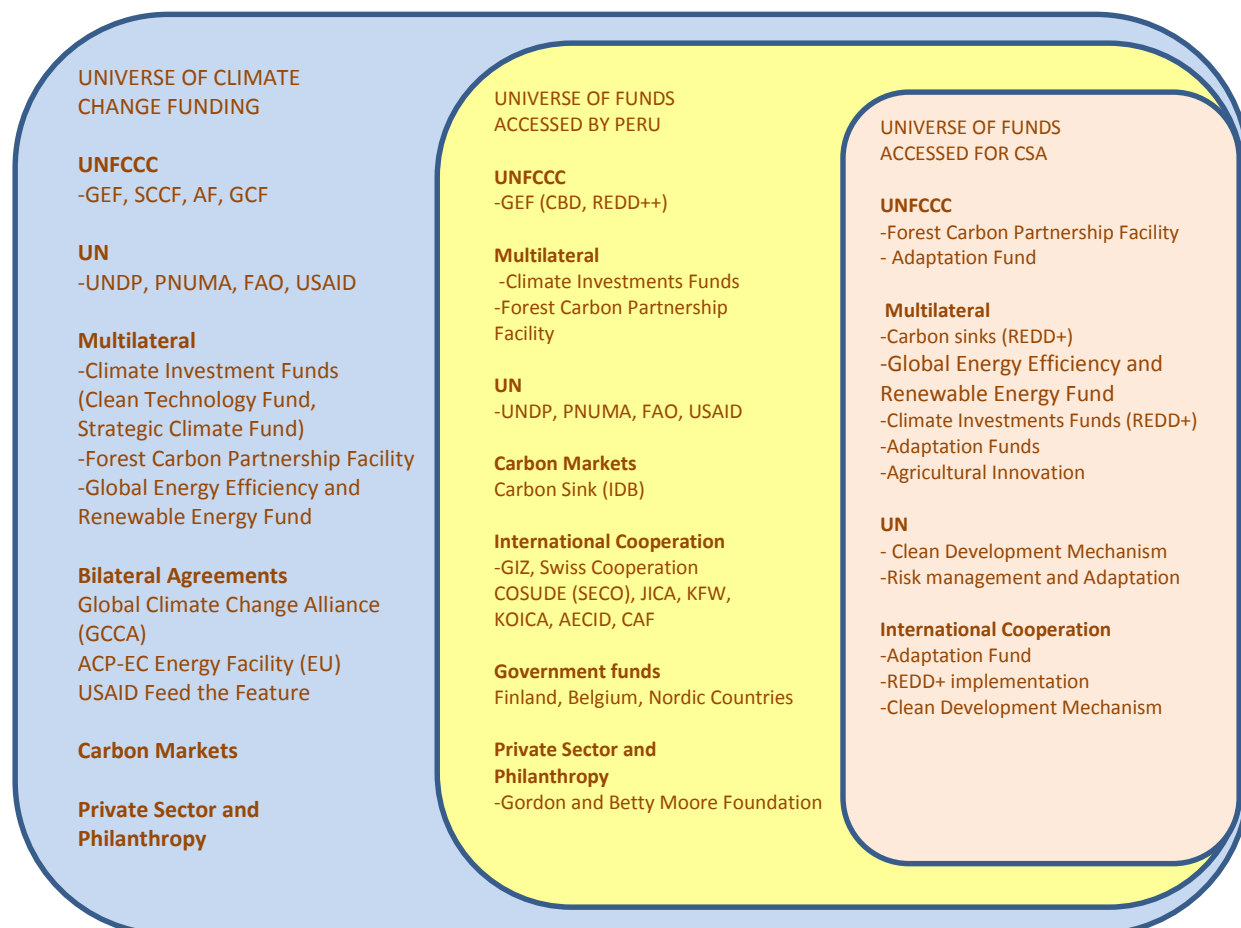 UNIVERSE OF CLIMATE
CHANGE FUNDING
UNFCCC
-GEF, SCCF, AF, GCF
UN
-UNDP, PNUMA, FAO, USAID
Multilateral
-Climate Investment Funds
(Clean Technology Fund,
Strategic Climate Fund)
-Forest Carbon Partnership Facility
-Global Energy Efficiency and
Renewable Energy Fund
Bilateral Agreements
Global Climate Change Alliance
(GCCA)
ACP-EC Energy Facility (EU)
USAID Feed the Feature
Carbon Markets
Private Sector and
Philanthropy
UNIVERSE OF FUNDS
ACCESSED BY PERU
UNFCCC
-GEF (CBD, REDD++)
Multilateral
-Climate Investments Funds
-Forest Carbon Partnership
Facility
UN
-UNDP, PNUMA, FAO, USAID
Carbon Markets
Carbon Sink (IDB)
International Cooperation
-GIZ, Swiss Cooperation
COSUDE (SECO), JICA, KFW,
KOICA, AECID, CAF
Government funds
Finland, Belgium, Nordic Countries
Private Sector and
Philanthropy
-Gordon and Betty Moore Foundation
UNIVERSE OF FUNDS
ACCESSED FOR CSA
UNFCCC
-Forest Carbon Partnership Facility
- Adaptation Fund
Multilateral
-Carbon sinks (REDD+)
-Global Energy Efficiency and
Renewable Energy Fund
-Climate Investments Funds (REDD+)
-Adaptation Funds
-Agricultural Innovation
UN
- Clean Development Mechanism
-Risk management and Adaptation
International Cooperation
-Adaptation Fund
-REDD+ implementation
-Clean Development Mechanism